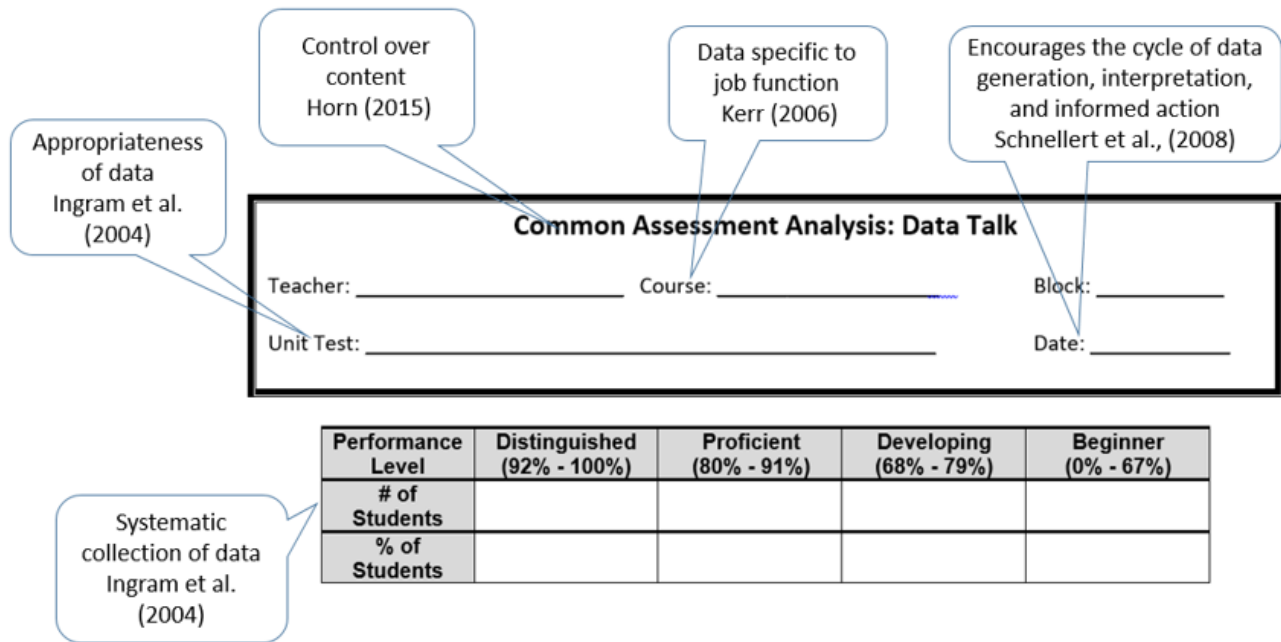 Control over
content
Horn (2015)
Data specific to
job function
Kerr (2006)
Encourages the cycle of data
generation, interpretation,
and informed action
Schnellert et al., (2008)
Appropriateness
of data
Ingram et al.
(2004)
Common Assessment Analysis: Data Talk
Teacher: Course: Block:
Unit Test: Date:
Performance Level Distinguished (92% - 100%) Proficient (80% - 91%) Developing (68% - 79%) Beginner (0% - 67%)
# of Students
% of Students
Systematic
collection of data
Ingram et al.
(2004)